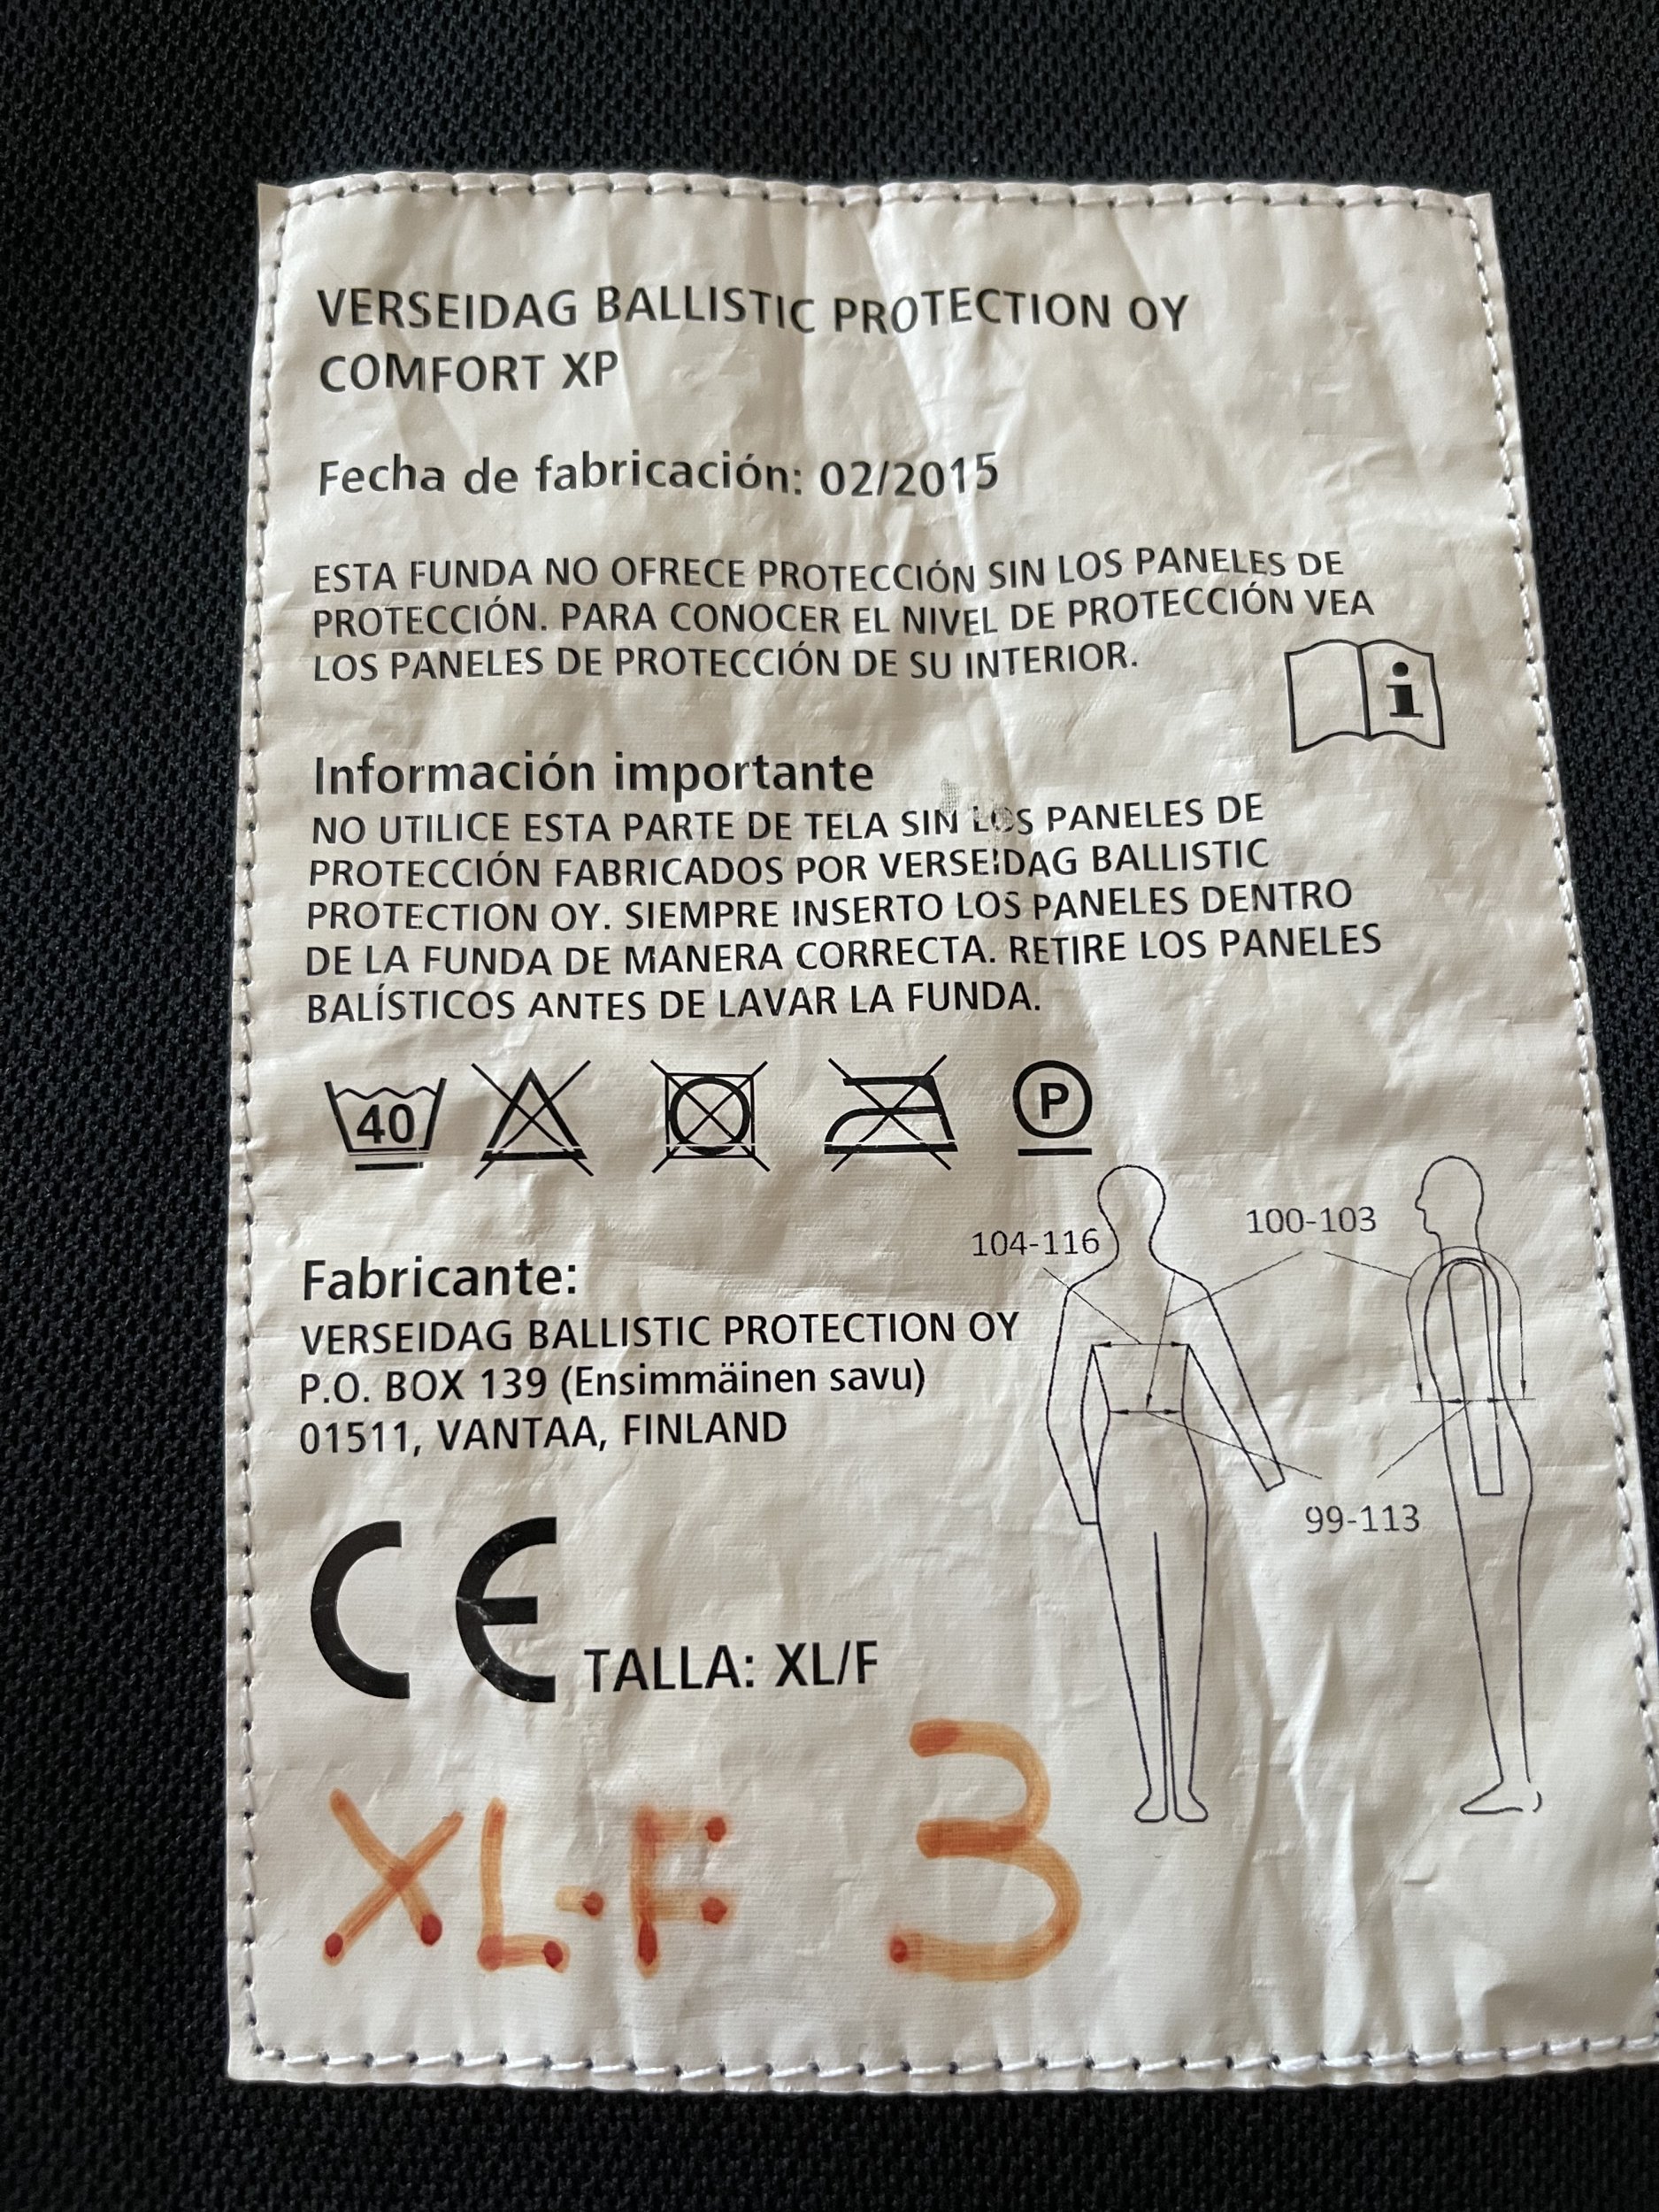 VERSEIDAG BALLISTIC PROTECTION OY
COMFORT XP
Fecha de fabricación: 02/2015
ESTA FUNDA NO OFRECE PROTECCIÓN SIN LOS PANELES DE
PROTECCIÓN. PARA CONOCER EL NIVEL DE PROTECCIÓN VEA
LOS PANELES DE PROTECCIÓN DE SU INTERIOR.
i
Información importante
NO UTILICE ESTA PARTE DE TELA SIN LOS PANELES DE
PROTECCIÓN FABRICADOS POR VERSEIDAG BALLISTIC
PROTECTION OY. SIEMPRE INSERTO LOS PANELES DENTRO
DE LA FUNDA DE MANERA CORRECTA. RETIRE LOS PANELES
BALÍSTICOS ANTES DE LAVAR LA FUNDA.
40 P
104-116 100-103
Fabricante:
VERSEIDAG BALLISTIC PROTECTION OY
P.O. BOX 139 (Ensimmäinen savu)
01511, VANTAA, FINLAND
99-113
CE TALLA: XL/F
XL-F 3